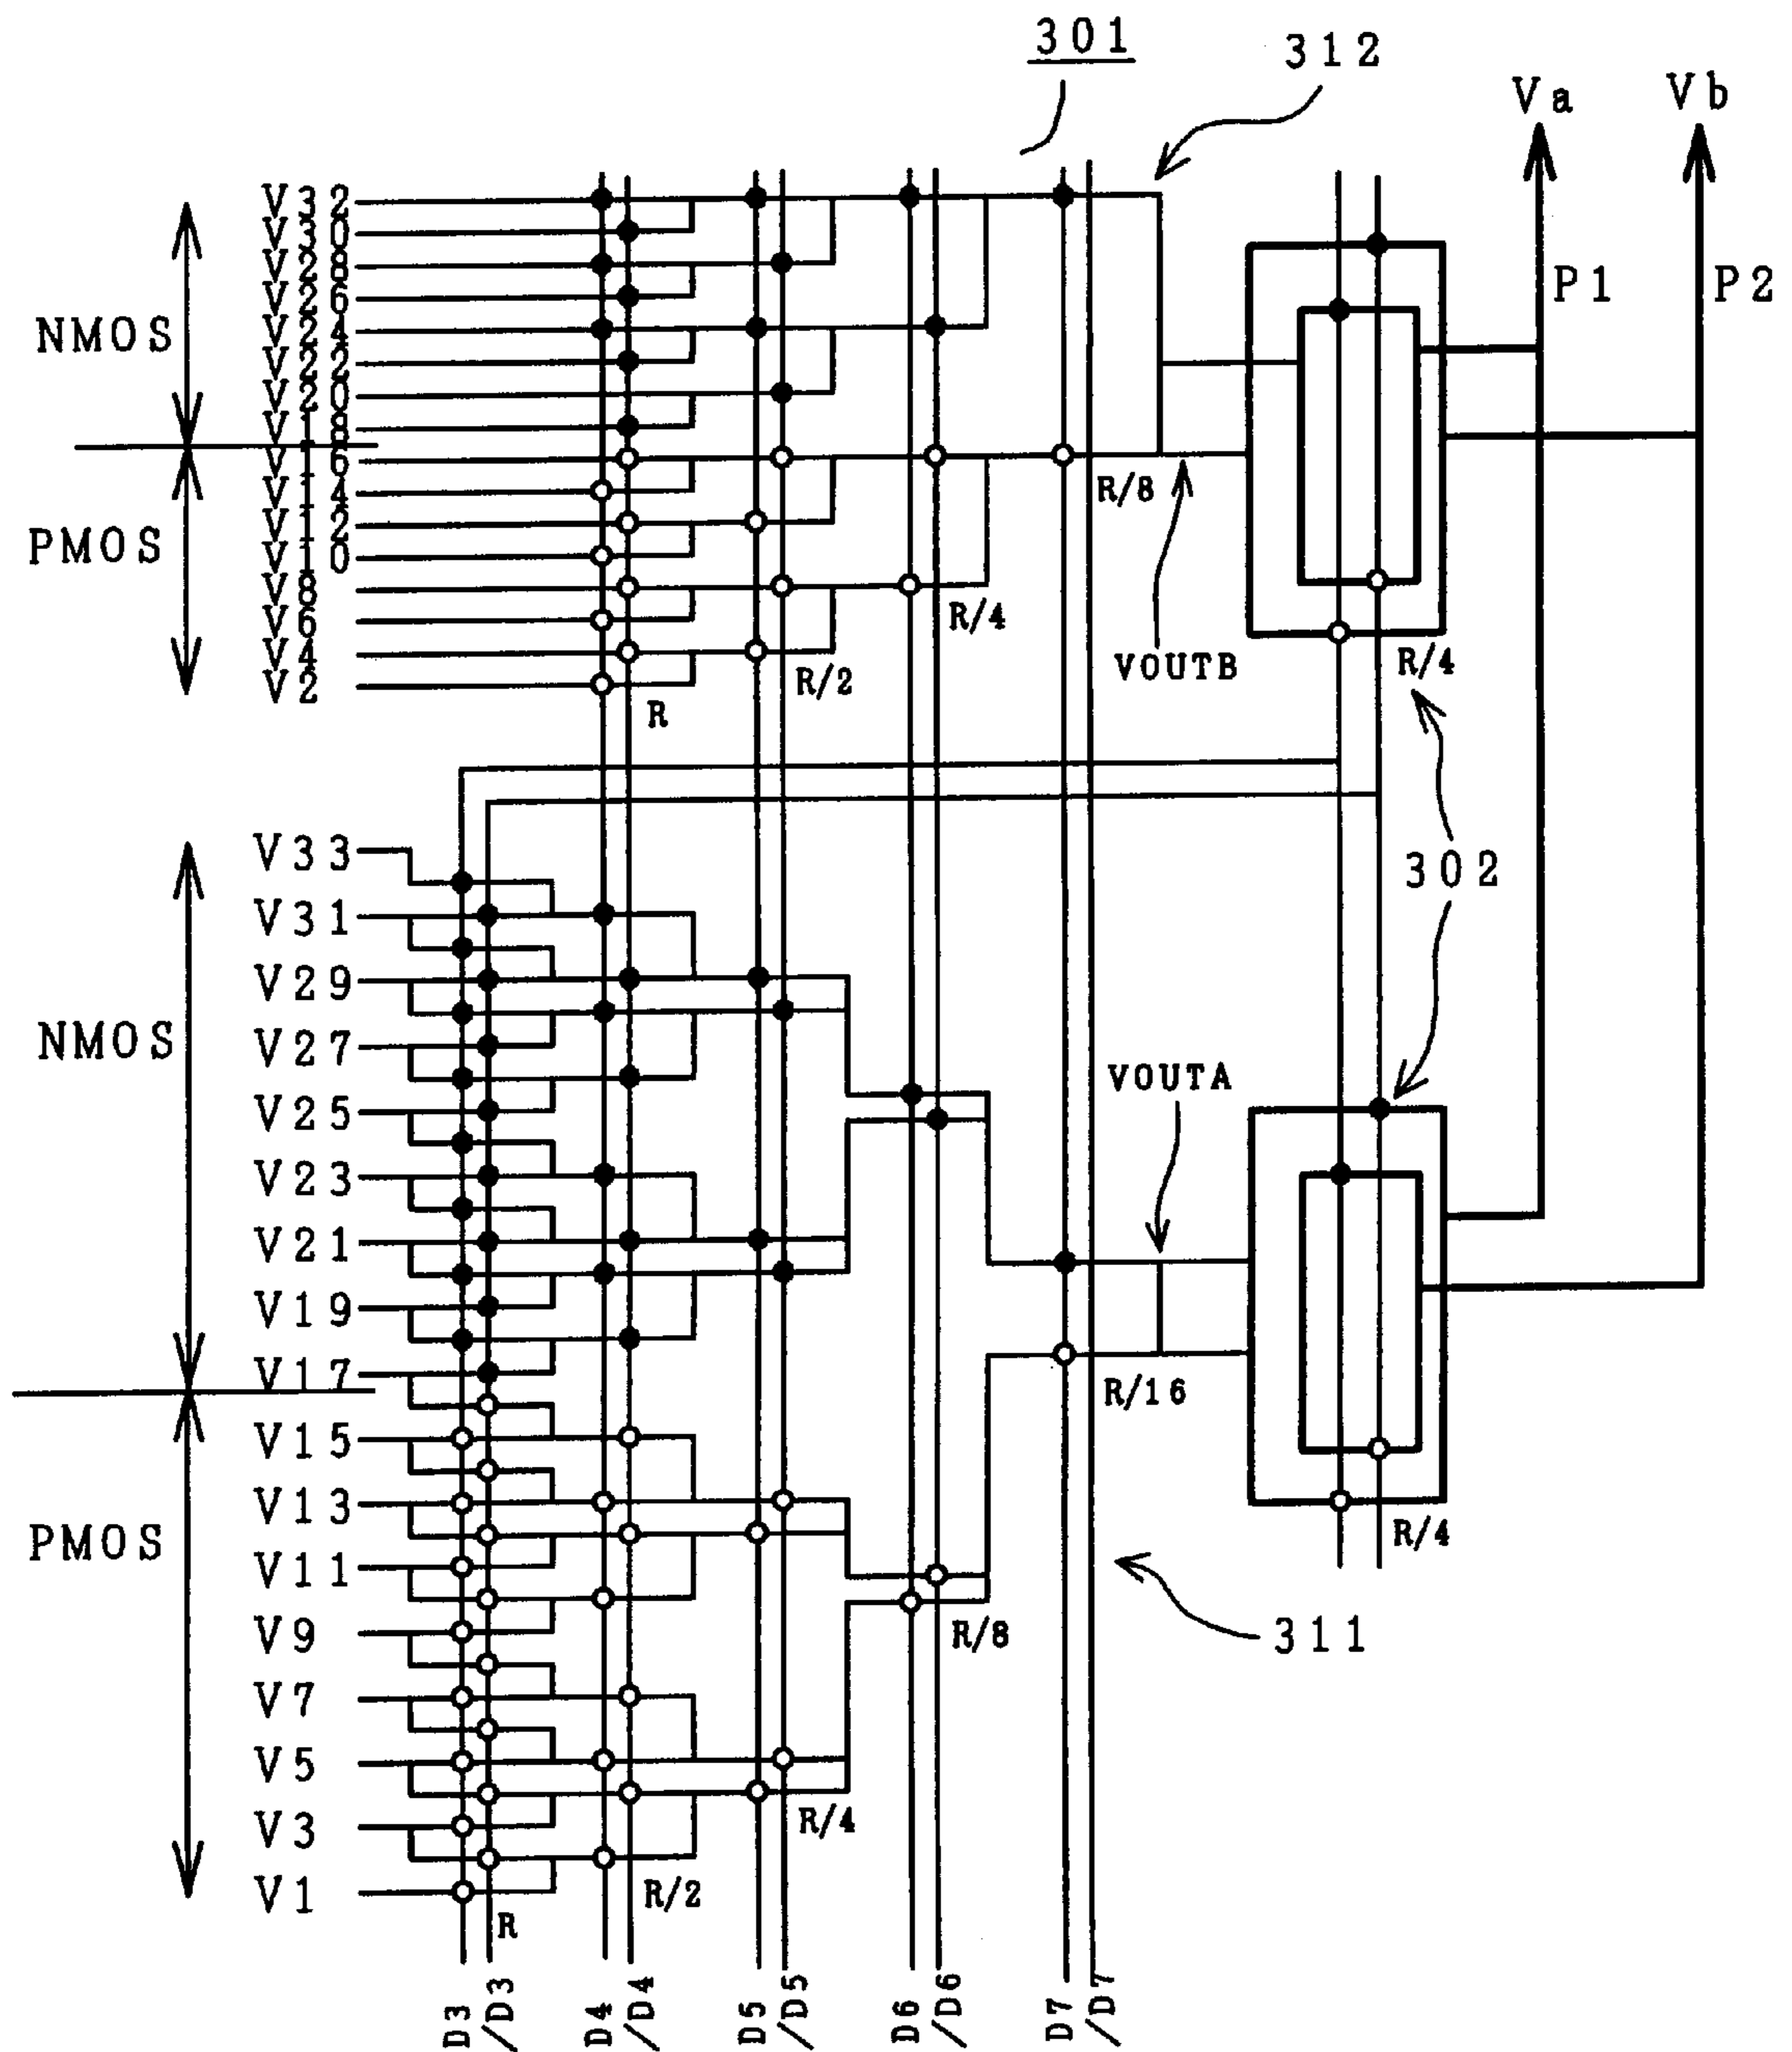 301
312
Va
Vb
V32
V30
V28
V26
V24
V22
V20
V18
V16
V14
V12
V10
V8
V6
V4
V2
NMOS
PMOS
P1
P2
R/8
R/4
VOUTB
R/4
R/2
R
302
V33
V31
V29
V27
V25
V23
V21
V19
V17
V15
V13
V11
V9
V7
V5
V3
V1
NMOS
PMOS
VOUTA
R/16
R/4
R/8
311
R/4
R/2
R
D3
/D3
D4
/D4
D5
/D5
D6
/D6
D7
/D7